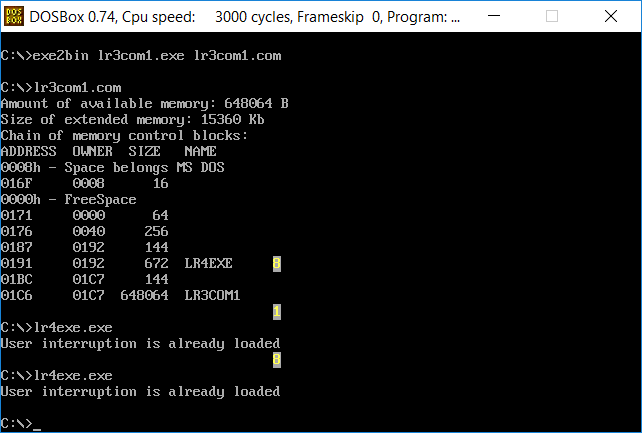 DOSBox 0.74, Cpu speed: 3000 cycles, Frameskip 0, Program: ...
C:\>exe2bin lr3com1.exe lr3com1.com
C:\>lr3com1.com
Amount of available memory: 648064 B
Size of extended memory: 15360 Kb
Chain of memory control blocks:
ADDRESS OWNER SIZE NAME
0008h - Space belongs MS DOS
016F 0008 16
0000h - FreeSpace
0171 0000 64
0176 0040 256
0187 0192 144
0191 0192 672 LR4EXE 8
01BC 01C7 144
01C6 01C7 648064 LR3COM1
1
C:\>lr4exe.exe
User interruption is already loaded
8
C:\>lr4exe.exe
User interruption is already loaded
C:\>_